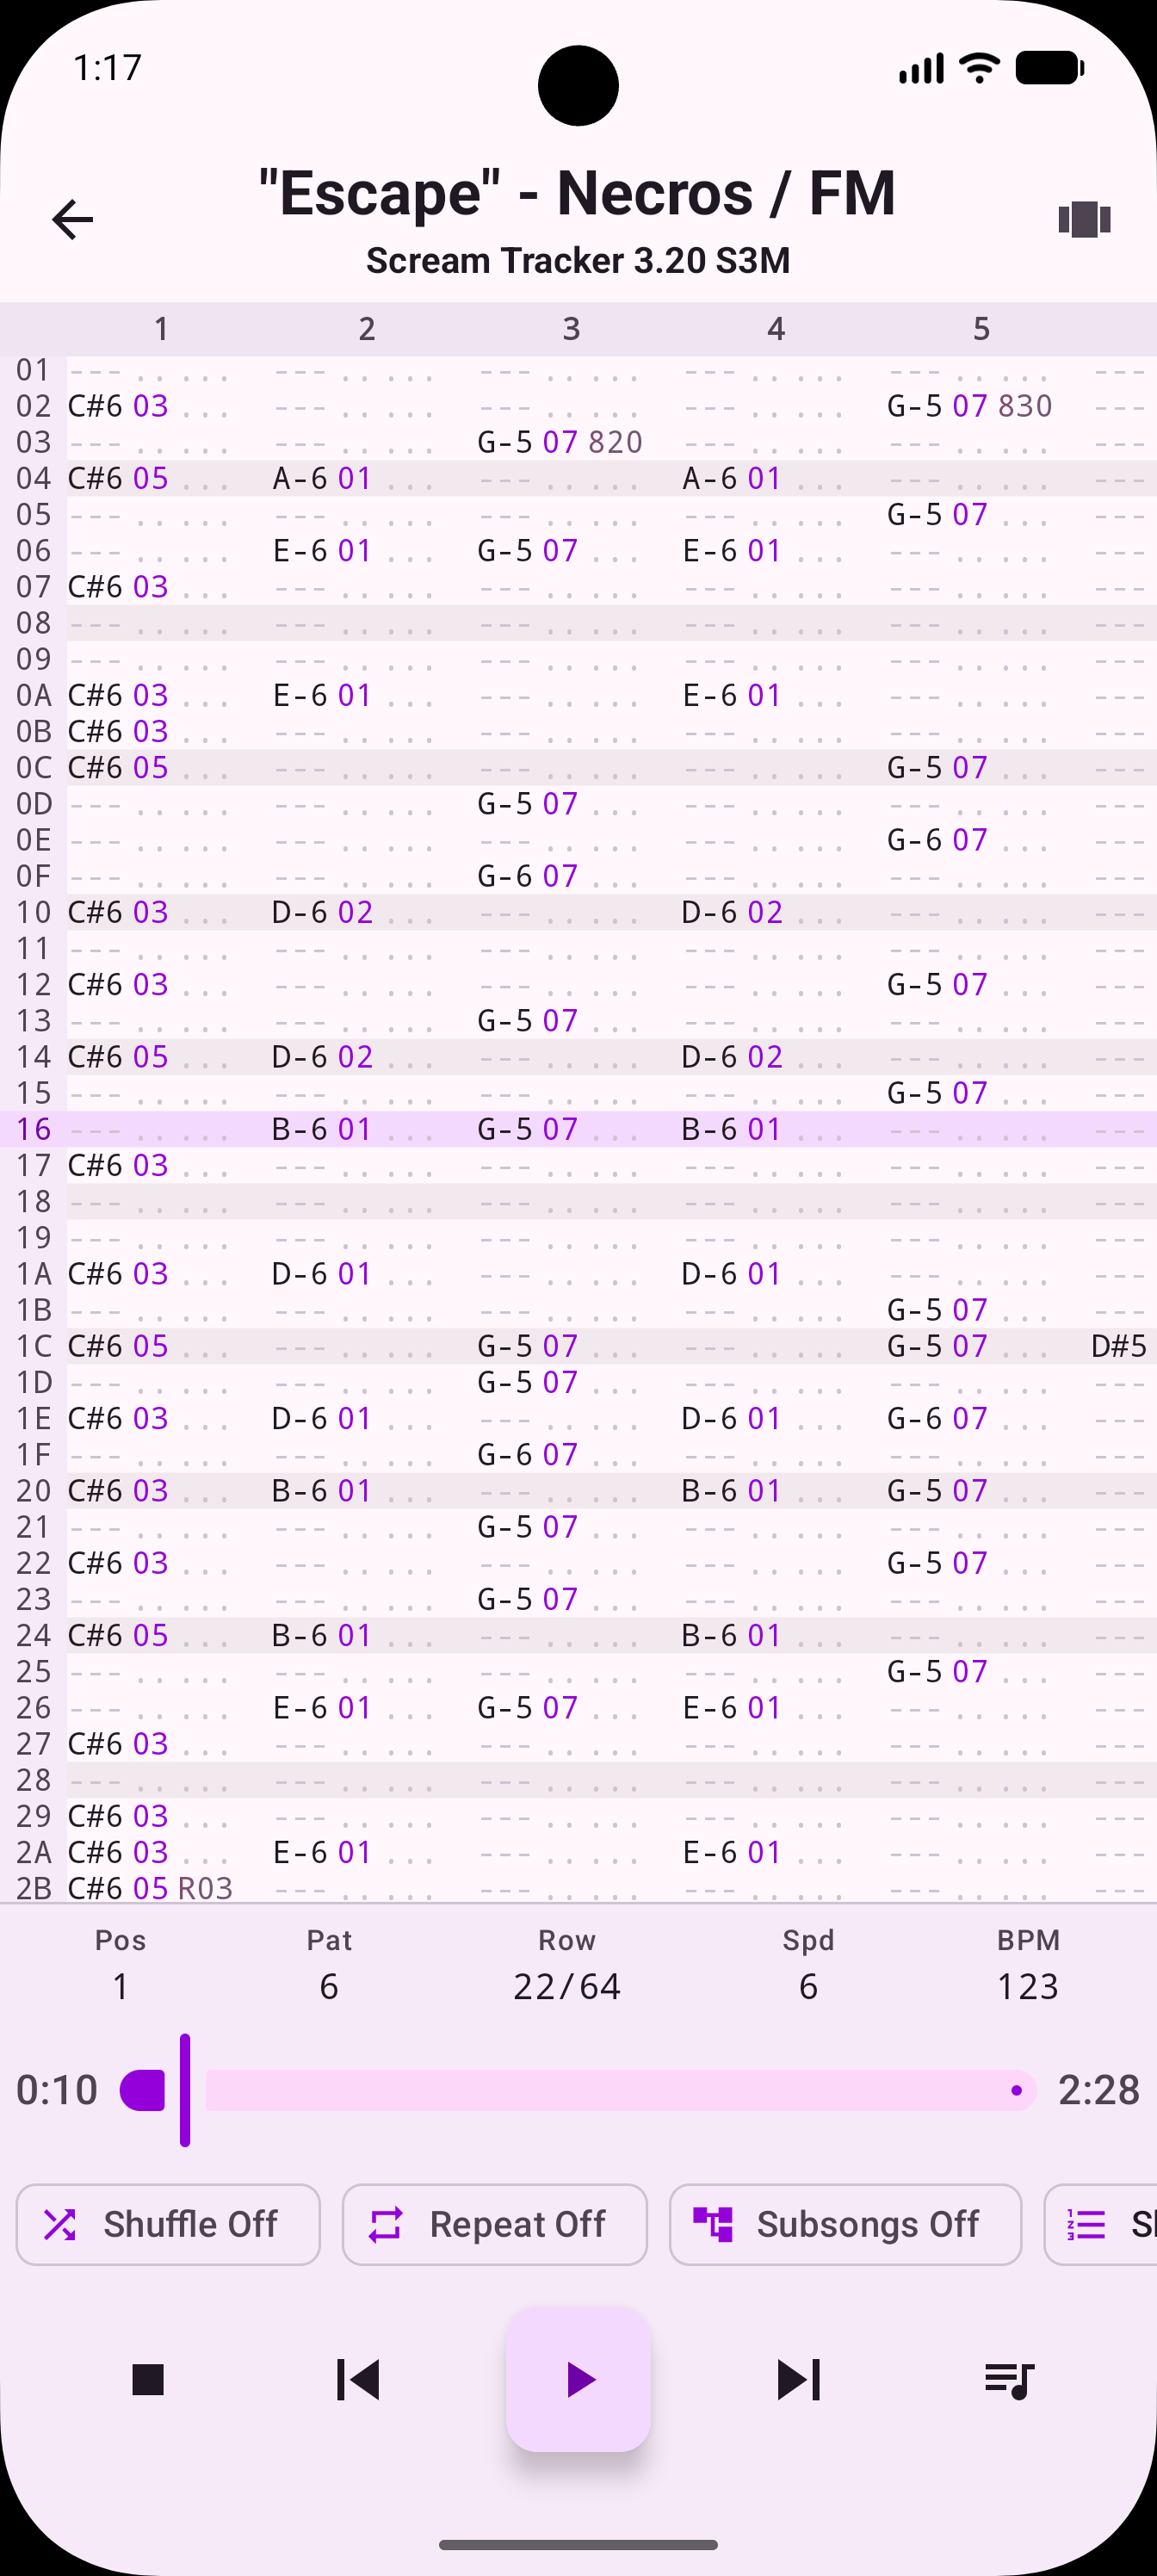 1:17
"Escape" - Necros / FM
Scream Tracker 3.20 S3M
1 2 3 4 5
01 --- .. ... --- .. ... --- .. ... --- .. ... --- .. ... ---
02 C#6 03 ... --- .. ... --- .. ... --- .. ... G-5 07 830 ---
03 --- .. ... --- .. ... G-5 07 820 --- .. ... --- .. ... ---
04 C#6 05 ... A-6 01 ... --- .. ... A-6 01 ... --- .. ... ---
05 --- .. ... --- .. ... --- .. ... --- .. ... G-5 07 ... ---
06 --- .. ... E-6 01 ... G-5 07 ... E-6 01 ... --- .. ... ---
07 C#6 03 ... --- .. ... --- .. ... --- .. ... --- .. ... ---
08 --- .. ... --- .. ... --- .. ... --- .. ... --- .. ... ---
09 --- .. ... --- .. ... --- .. ... --- .. ... --- .. ... ---
0A C#6 03 ... E-6 01 ... --- .. ... E-6 01 ... --- .. ... ---
0B C#6 03 ... --- .. ... --- .. ... --- .. ... --- .. ... ---
0C C#6 05 ... --- .. ... --- .. ... --- .. ... G-5 07 ... ---
0D --- .. ... --- .. ... G-5 07 ... --- .. ... --- .. ... ---
0E --- .. ... --- .. ... --- .. ... --- .. ... G-6 07 ... ---
0F --- .. ... --- .. ... G-6 07 ... --- .. ... --- .. ... ---
10 C#6 03 ... D-6 02 ... --- .. ... D-6 02 ... --- .. ... ---
11 --- .. ... --- .. ... --- .. ... --- .. ... --- .. ... ---
12 C#6 03 ... --- .. ... --- .. ... --- .. ... G-5 07 ... ---
13 --- .. ... --- .. ... G-5 07 ... --- .. ... --- .. ... ---
14 C#6 05 ... D-6 02 ... --- .. ... D-6 02 ... --- .. ... ---
15 --- .. ... --- .. ... --- .. ... --- .. ... G-5 07 ... ---
16 --- .. ... B-6 01 ... G-5 07 ... B-6 01 ... --- .. ... ---
17 C#6 03 ... --- .. ... --- .. ... --- .. ... --- .. ... ---
18 --- .. ... --- .. ... --- .. ... --- .. ... --- .. ... ---
19 --- .. ... --- .. ... --- .. ... --- .. ... --- .. ... ---
1A C#6 03 ... D-6 01 ... --- .. ... D-6 01 ... --- .. ... ---
1B --- .. ... --- .. ... --- .. ... --- .. ... G-5 07 ... ---
1C C#6 05 ... --- .. ... G-5 07 ... --- .. ... G-5 07 ... D#5
1D --- .. ... --- .. ... G-5 07 ... --- .. ... --- .. ... ---
1E C#6 03 ... D-6 01 ... --- .. ... D-6 01 ... G-6 07 ... ---
1F --- .. ... --- .. ... G-6 07 ... --- .. ... --- .. ... ---
20 C#6 03 ... B-6 01 ... --- .. ... B-6 01 ... G-5 07 ... ---
21 --- .. ... --- .. ... G-5 07 ... --- .. ... --- .. ... ---
22 C#6 03 ... --- .. ... --- .. ... --- .. ... G-5 07 ... ---
23 --- .. ... --- .. ... G-5 07 ... --- .. ... --- .. ... ---
24 C#6 05 ... B-6 01 ... --- .. ... B-6 01 ... --- .. ... ---
25 --- .. ... --- .. ... --- .. ... --- .. ... G-5 07 ... ---
26 --- .. ... E-6 01 ... G-5 07 ... E-6 01 ... --- .. ... ---
27 C#6 03 ... --- .. ... --- .. ... --- .. ... --- .. ... ---
28 --- .. ... --- .. ... --- .. ... --- .. ... --- .. ... ---
29 C#6 03 ... --- .. ... --- .. ... --- .. ... --- .. ... ---
2A C#6 03 ... E-6 01 ... --- .. ... E-6 01 ... --- .. ... ---
2B C#6 05 R03 --- .. ... --- .. ... --- .. ... --- .. ... ---
Pos Pat Row Spd BPM
1 6 22/64 6 123
0:10 2:28
Shuffle Off Repeat Off Subsongs Off